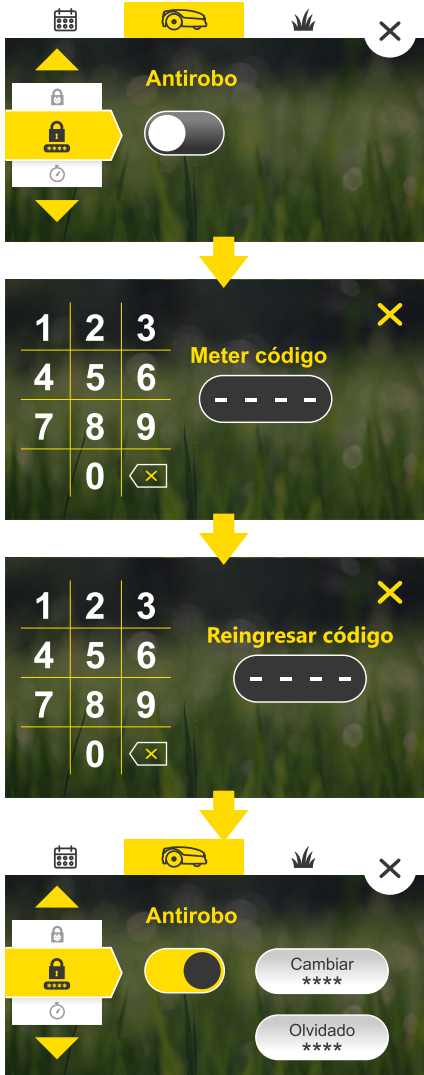 Antirobo
****
1 2 3
Meter código
4 5 6
- - - -
7 8 9
0
1 2 3
Reingresar código
4 5 6
- - - -
7 8 9
0
Antirobo
Cambiar
****
****
Olvidado
****